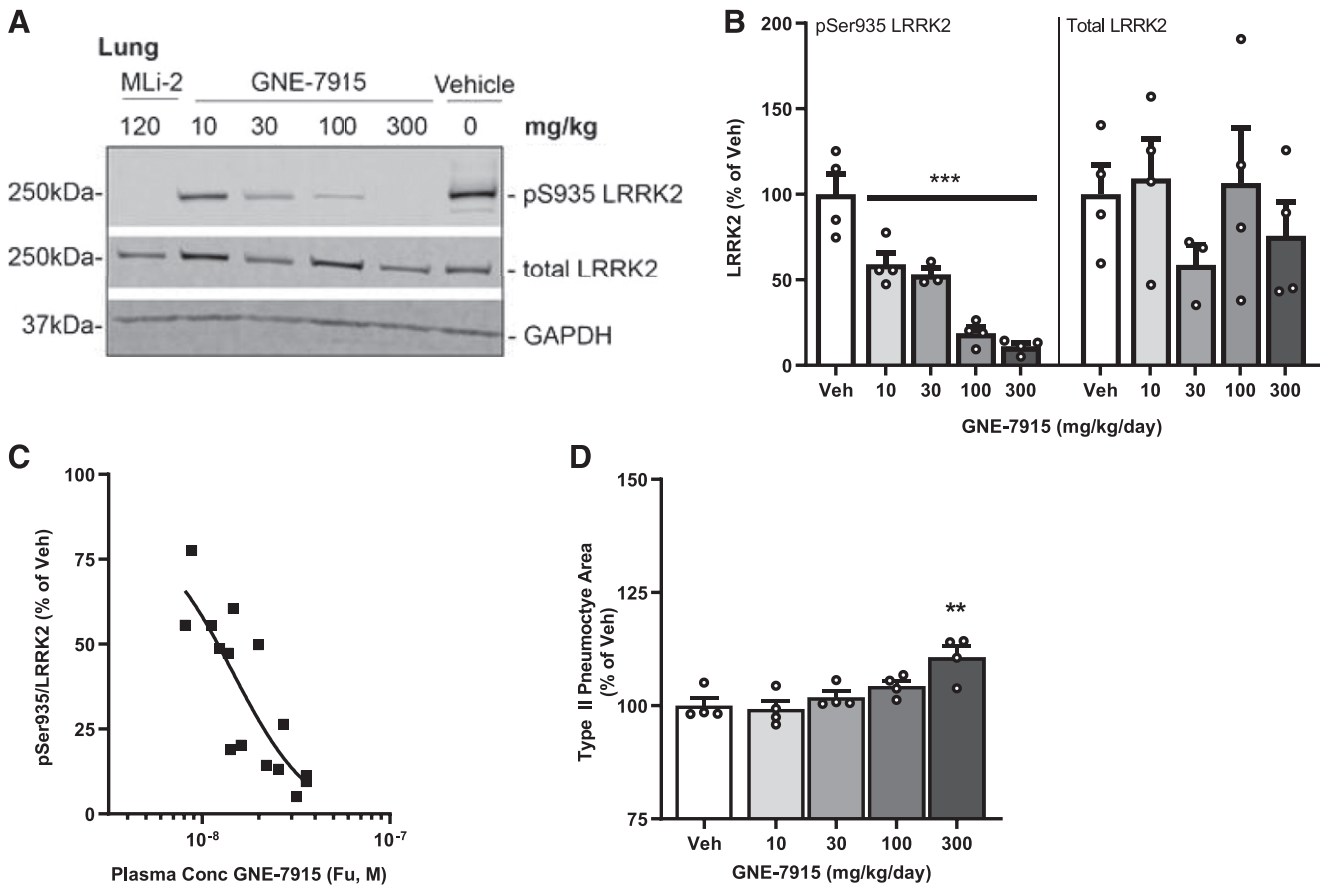 A
Lung
MLi-2 GNE-7915 Vehicle
120 10 30 100 300 0 mg/kg
250kDa- - pS935 LRRK2
250kDa- - total LRRK2
37kDa- - GAPDH
B
pSer935 LRRK2 Total LRRK2
LRRK2 (% of Veh)
200
150
100
50
0
***
Veh 10 30 100 300 Veh 10 30 100 300
GNE-7915 (mg/kg/day)
C
pSer935/LRRK2 (% of Veh)
100
75
50
25
0
10-8 10-7
Plasma Conc GNE-7915 (Fu, M)
D
Type II Pneumoctye Area
(% of Veh)
150
125
100
75
**
Veh 10 30 100 300
GNE-7915 (mg/kg/day)